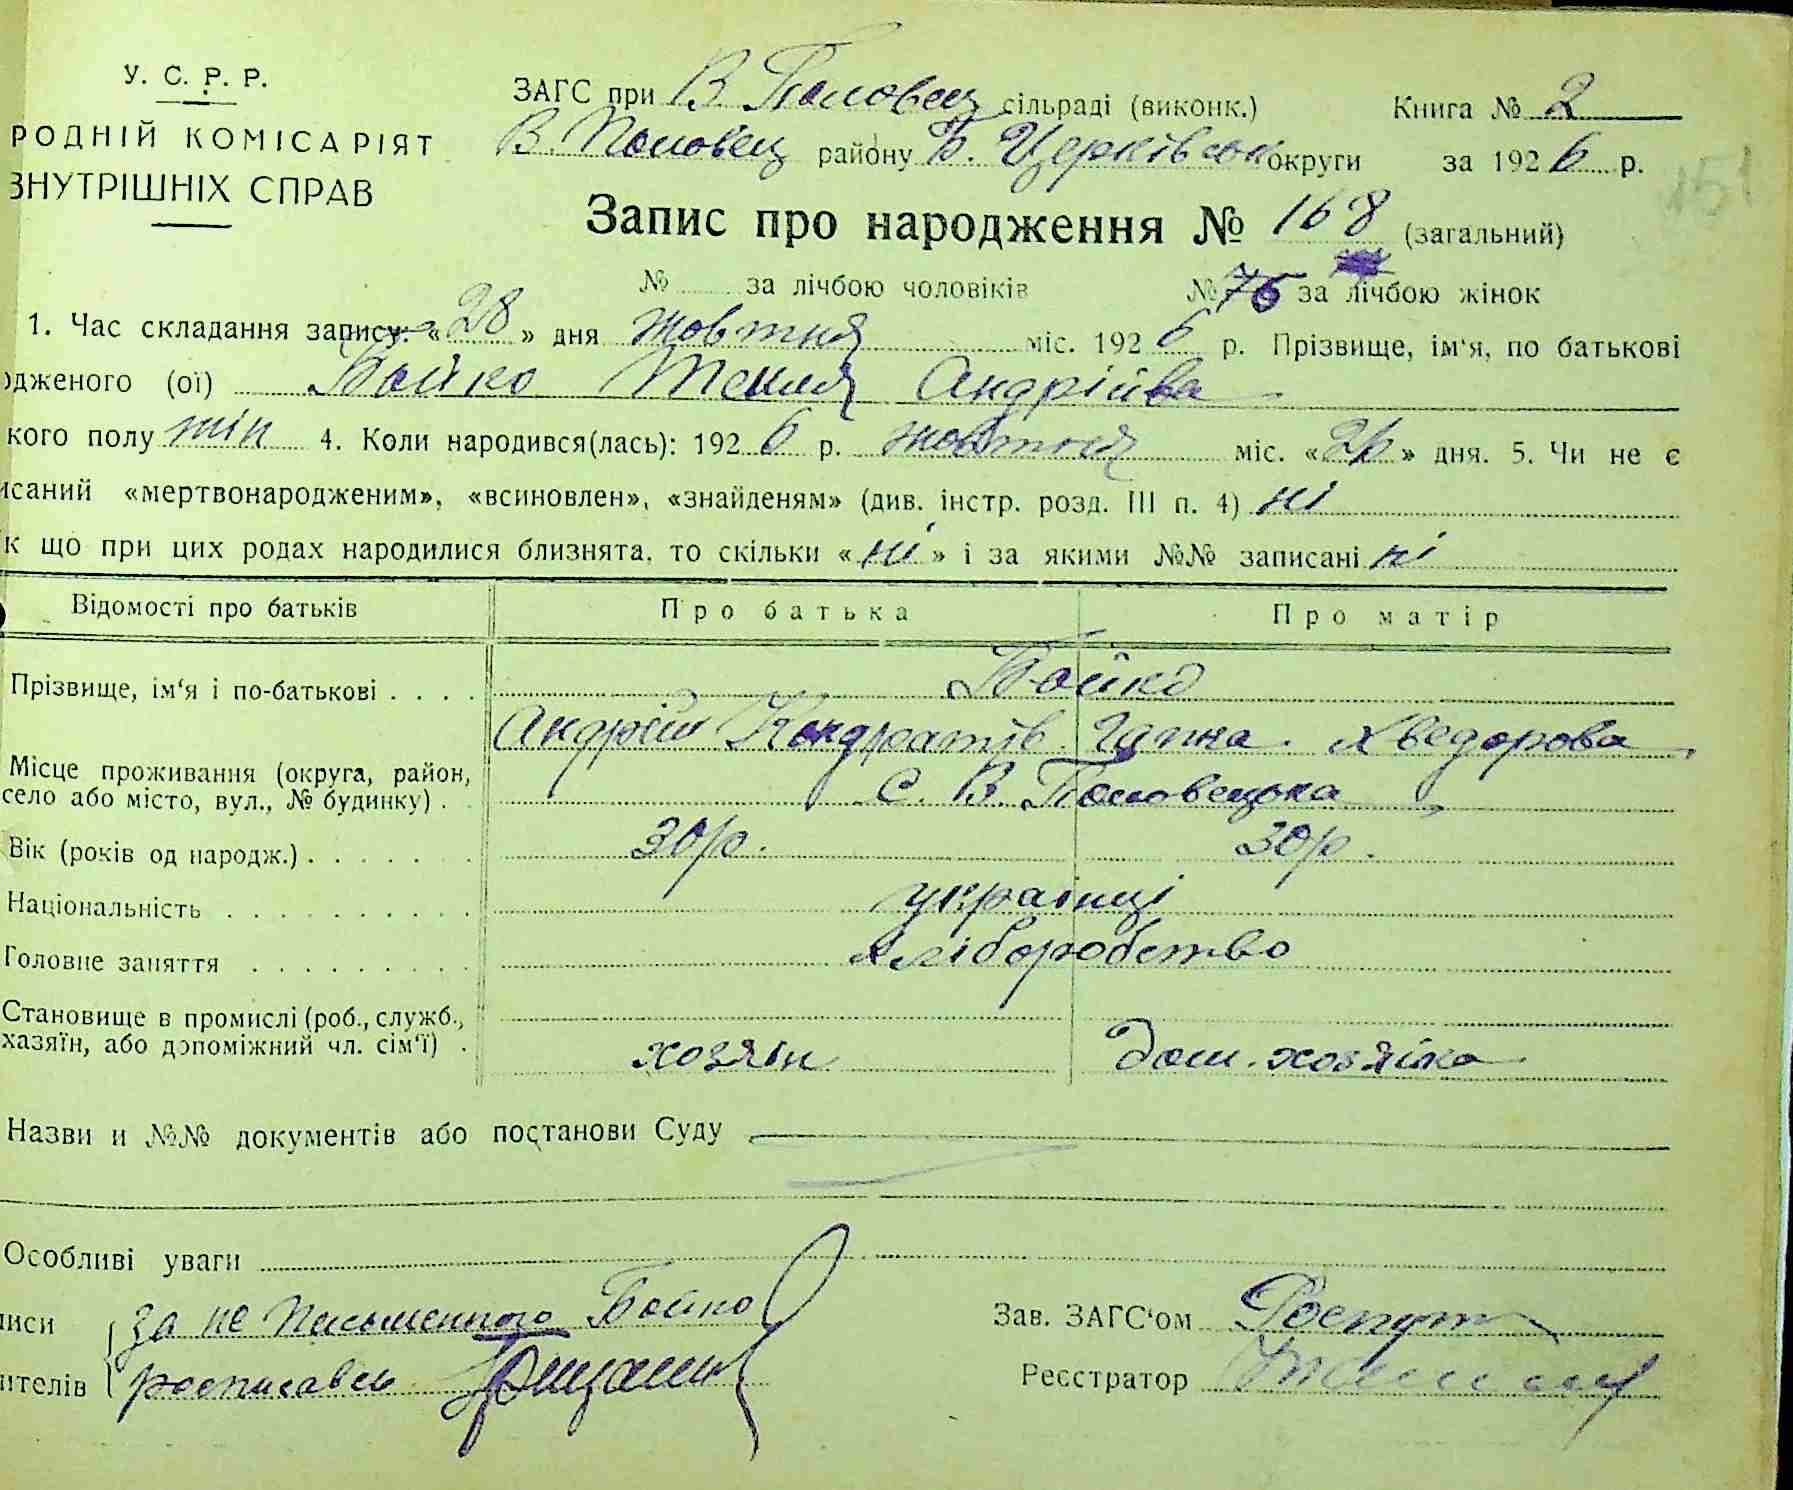 У. С. Р. Р.
РОДНІЙ КОМІСАРІЯТ
ВНУТРІШНІХ СПРАВ
ЗАГС при В. Половец сільраді (виконк.) Книга № 2
В. Половец району Б. Церківськ округи за 1926 р.
151
Запис про народження № 168 (загальний)
№ за лічбою чоловіків № 76 за лічбою жінок
1. Час складання запису: «28» дня жовтня міс. 1926 р. Прізвище, ім'я, по батькові
одженого (ої) Бойко Текля Андрійва
кого полу жін 4. Коли народився(лась): 1926 р. жовтня міс. «26» дня. 5. Чи не є
исаний «мертвонародженим», «всиновлен», «знайденям» (див. інстр. розд. III п. 4) ні
к що при цих родах народилися близнята, то скільки «ні» і за якими №№ записані ні
Відомості про батьків Про батька Про матір
Прізвище, ім'я і по-батькові . . . . Бойко
Андрій Кондратів Гапка Хведорова
Місце проживання (округа, район,
село або місто, вул., № будинку) . с. В. Половецька
Вік (років од народж.) . . . . . . 30 р. 30 р.
Національність . . . . . . . . . . українці
Головне заняття . . . . . . . . . хліборобство
Становище в промислі (роб., служб.,
хазяїн, або допоміжний чл. сім'ї) . хозяін дом. хозяіка
Назви и №№ документів або постанови Суду
Особливі уваги
иси за не письменного Бойко
ителів росписався
Зав. ЗАГС'ом
Реєстратор